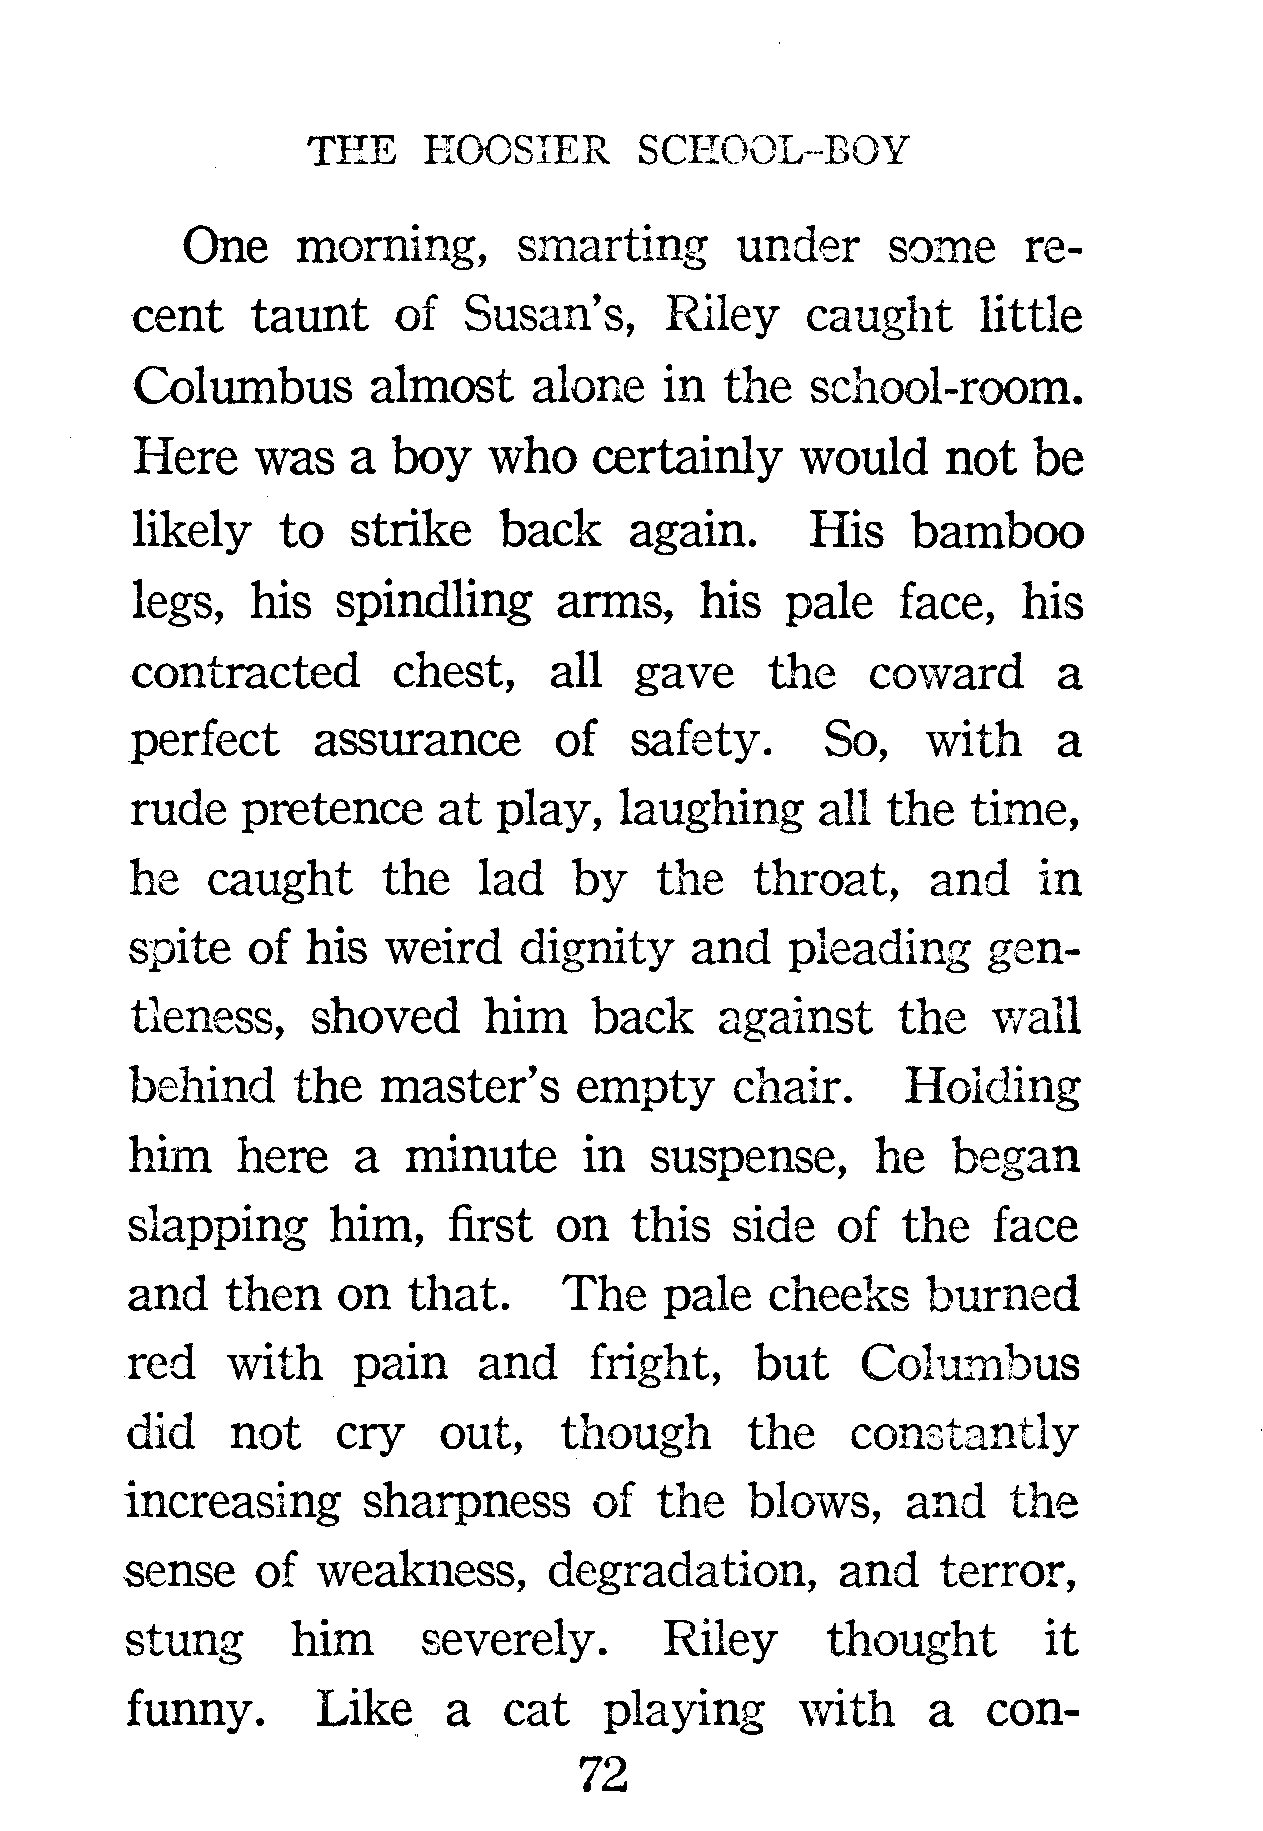 THE HOOSIER SCHOOL-BOY
One morning, smarting under some re-
cent taunt of Susan's, Riley caught little
Columbus almost alone in the school-room.
Here was a boy who certainly would not be
likely to strike back again. His bamboo
legs, his spindling arms, his pale face, his
contracted chest, all gave the coward a
perfect assurance of safety. So, with a
rude pretence at play, laughing all the time,
he caught the lad by the throat, and in
spite of his weird dignity and pleading gen-
tleness, shoved him back against the wall
behind the master's empty chair. Holding
him here a minute in suspense, he began
slapping him, first on this side of the face
and then on that. The pale cheeks burned
red with pain and fright, but Columbus
did not cry out, though the constantly
increasing sharpness of the blows, and the
sense of weakness, degradation, and terror,
stung him severely. Riley thought it
funny. Like a cat playing with a con-
72